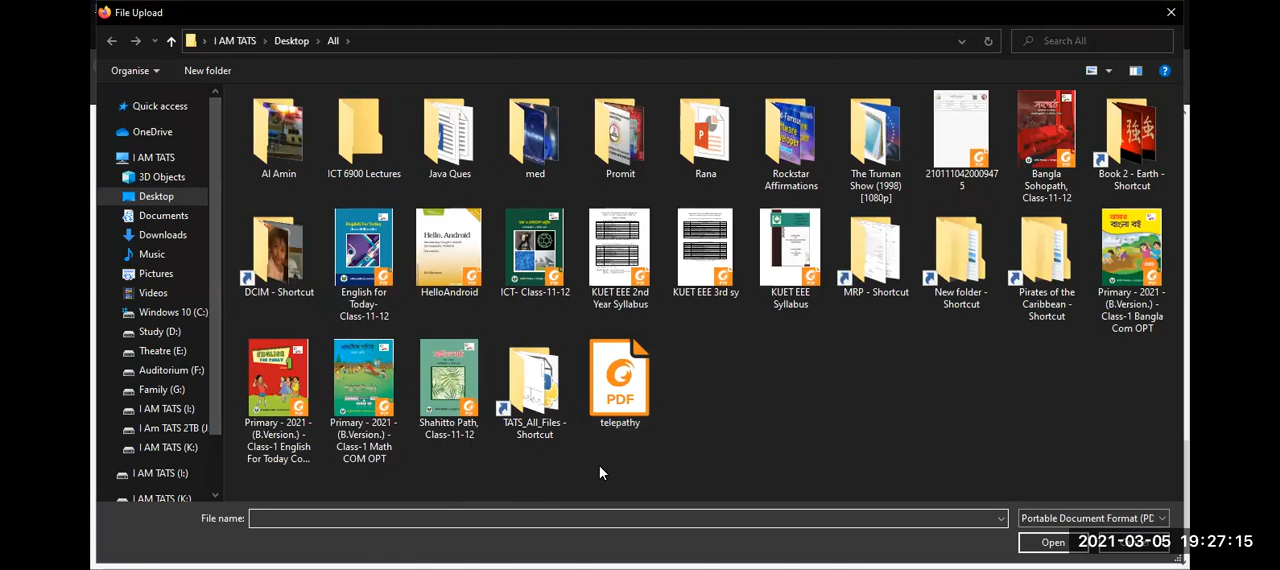 File Upload
I AM TATS
Desktop
All
Search All
Organise
New folder
Quick access
OneDrive
I AM TATS
3D Objects
Desktop
Documents
Downloads
Music
Pictures
Videos
Windows 10 (C:)
Study (D:)
Theatre (E:)
Auditorium (F:)
Family (G:)
I AM TATS (I:)
I Am TATS 2TB (J:
I AM TATS (K:)
I AM TATS (I:)
I AM TATS (K:)
Al Amin
ICT 6900 Lectures
Java Ques
med
Promit
Rana
Rockstar
Affirmations
The Truman
Show (1998)
[1080p]
210111042000947
5
Bangla
Sohopath,
Class-11-12
Book 2 - Earth -
Shortcut
DCIM - Shortcut
English for
Today-
Class-11-12
HelloAndroid
ICT- Class-11-12
KUET EEE 2nd
Year Syllabus
KUET EEE 3rd sy
KUET EEE
Syllabus
MRP - Shortcut
New folder -
Shortcut
Pirates of the
Caribbean -
Shortcut
Primary - 2021 -
(B.Version.) -
Class-1 Bangla
Com OPT
Primary - 2021 -
(B.Version.) -
Class-1 English
For Today Co...
Primary - 2021 -
(B.Version.) -
Class-1 Math
COM OPT
Shahitto Path,
Class-11-12
TATS_All_Files -
Shortcut
PDF
telepathy
File name:
Portable Document Format (PD
Open
2021-03-05 19:27:15